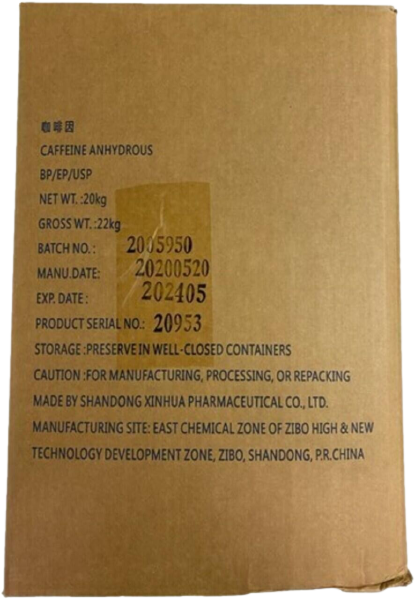 咖啡因
CAFFEINE ANHYDROUS
BP/EP/USP
NET WT. :20kg
GROSS WT. :22kg
BATCH NO. : 2005950
MANU.DATE: 20200520
EXP. DATE : 202405
PRODUCT SERIAL NO.: 20953
STORAGE :PRESERVE IN WELL-CLOSED CONTAINERS
CAUTION :FOR MANUFACTURING, PROCESSING, OR REPACKING
MADE BY SHANDONG XINHUA PHARMACEUTICAL CO., LTD.
MANUFACTURING SITE: EAST CHEMICAL ZONE OF ZIBO HIGH & NEW
TECHNOLOGY DEVELOPMENT ZONE, ZIBO, SHANDONG, P.R.CHINA